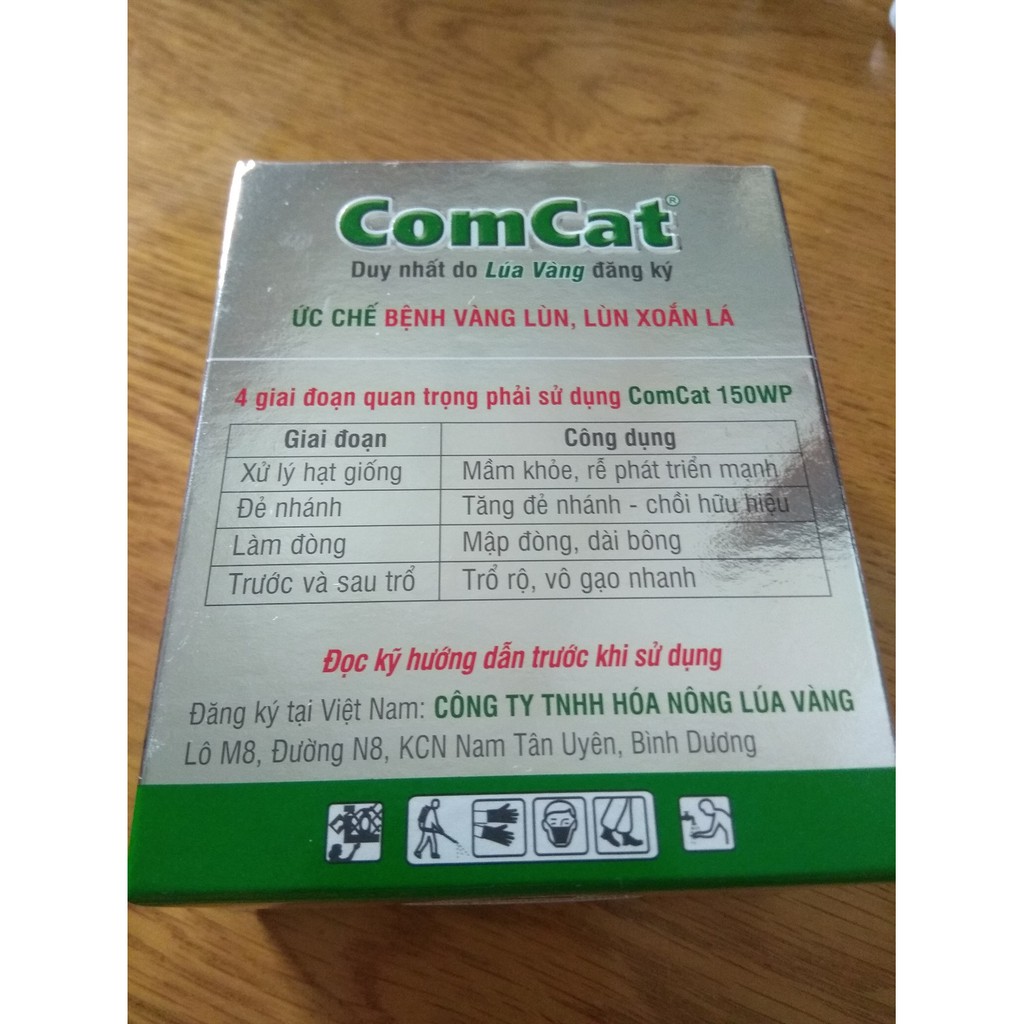 ComCat®
Duy nhất do Lúa Vàng đăng ký
ỨC CHẾ BỆNH VÀNG LÙN, LÙN XOẮN LÁ
4 giai đoạn quan trọng phải sử dụng ComCat 150WP
Giai đoạn Công dụng
Xử lý hạt giống Mầm khỏe, rễ phát triển mạnh
Đẻ nhánh Tăng đẻ nhánh - chồi hữu hiệu
Làm đòng Mập đòng, dài bông
Trước và sau trổ Trổ rộ, vô gạo nhanh
Đọc kỹ hướng dẫn trước khi sử dụng
Đăng ký tại Việt Nam: CÔNG TY TNHH HÓA NÔNG LÚA VÀNG
Lô M8, Đường N8, KCN Nam Tân Uyên, Bình Dương